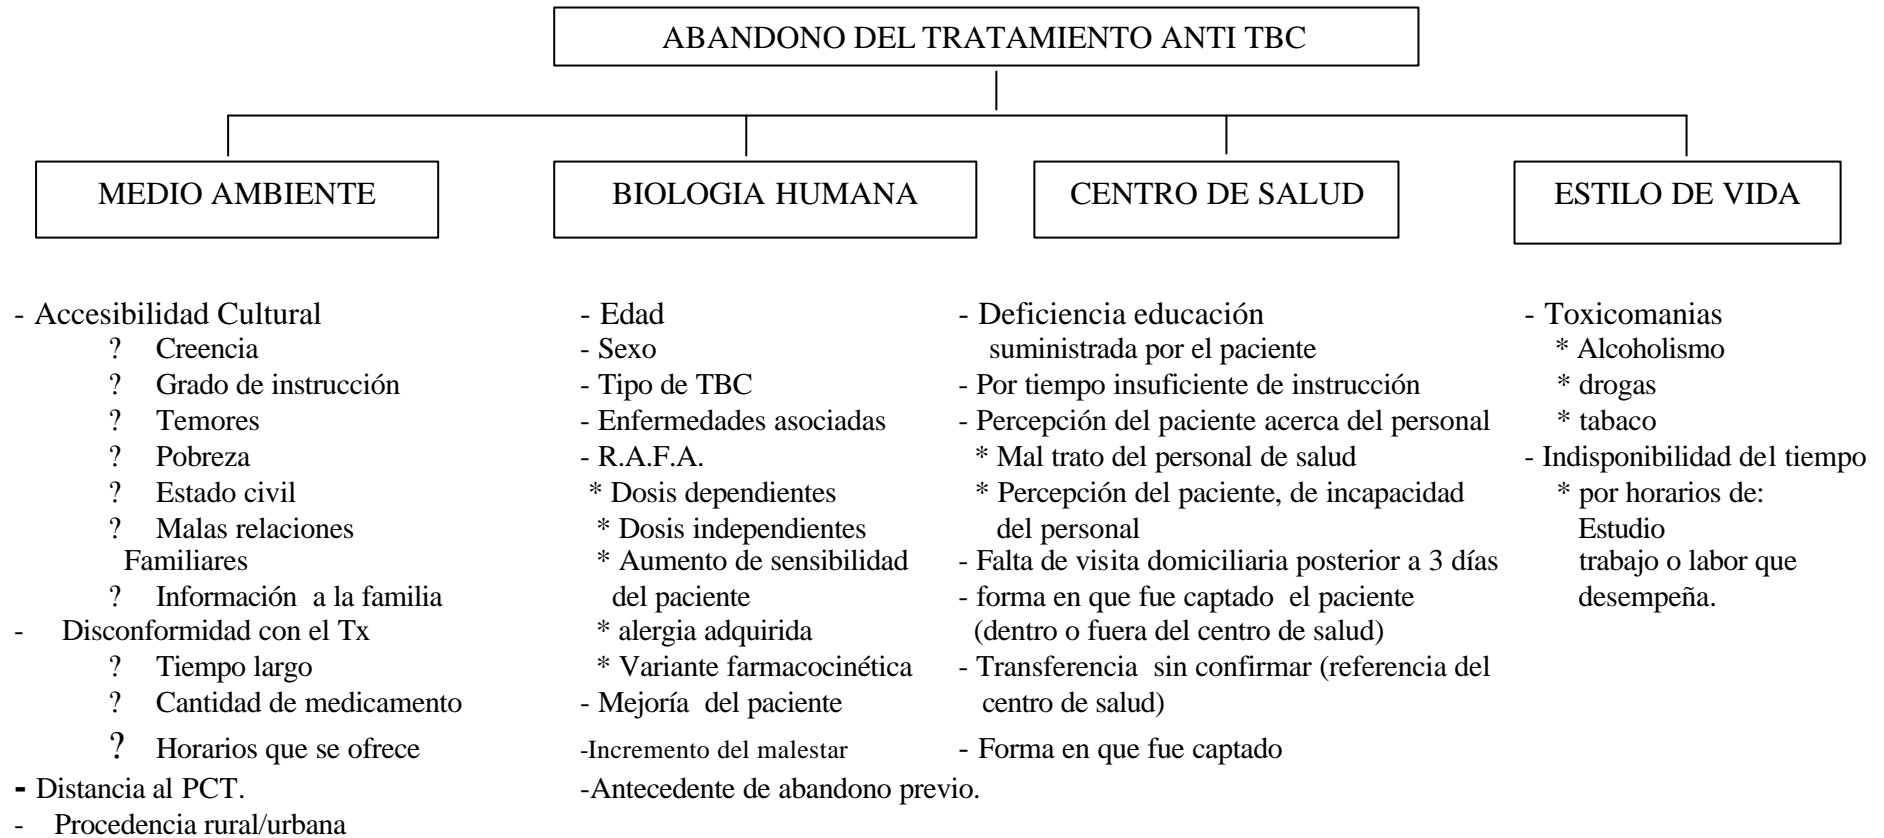 ABANDONO DEL TRATAMIENTO ANTI TBC
MEDIO AMBIENTE
BIOLOGIA HUMANA
CENTRO DE SALUD
ESTILO DE VIDA
- Accesibilidad Cultural
? Creencia
? Grado de instrucción
? Temores
? Pobreza
? Estado civil
? Malas relaciones
Familiares
? Información a la familia
- Disconformidad con el Tx
? Tiempo largo
? Cantidad de medicamento
? Horarios que se ofrece
- Distancia al PCT.
- Procedencia rural/urbana
- Edad
- Sexo
- Tipo de TBC
- Enfermedades asociadas
- R.A.F.A.
* Dosis dependientes
* Dosis independientes
* Aumento de sensibilidad
del paciente
* alergia adquirida
* Variante farmacocinética
- Mejoría del paciente
-Incremento del malestar
-Antecedente de abandono previo.
- Deficiencia educación
suministrada por el paciente
- Por tiempo insuficiente de instrucción
- Percepción del paciente acerca del personal
* Mal trato del personal de salud
* Percepción del paciente, de incapacidad
del personal
- Falta de visita domiciliaria posterior a 3 días
- forma en que fue captado el paciente
(dentro o fuera del centro de salud)
- Transferencia sin confirmar (referencia del
centro de salud)
- Forma en que fue captado
- Toxicomanias
* Alcoholismo
* drogas
* tabaco
- Indisponibilidad del tiempo
* por horarios de:
Estudio
trabajo o labor que
desempeña.